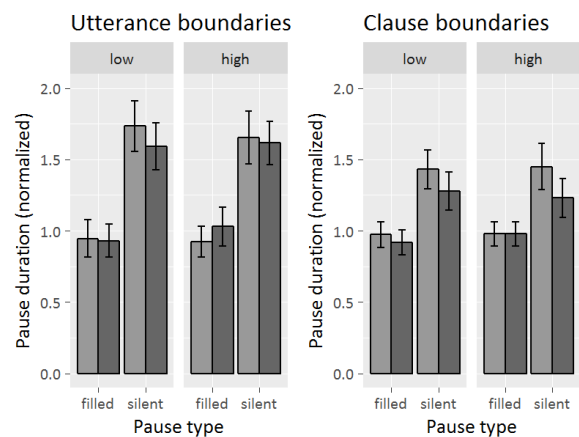 Utterance boundaries
low high
Pause duration (normalized)
2.0
1.5
1.0
0.5
0.0
filled silent filled silent
Pause type
Clause boundaries
low high
Pause duration (normalized)
2.0
1.5
1.0
0.5
0.0
filled silent filled silent
Pause type